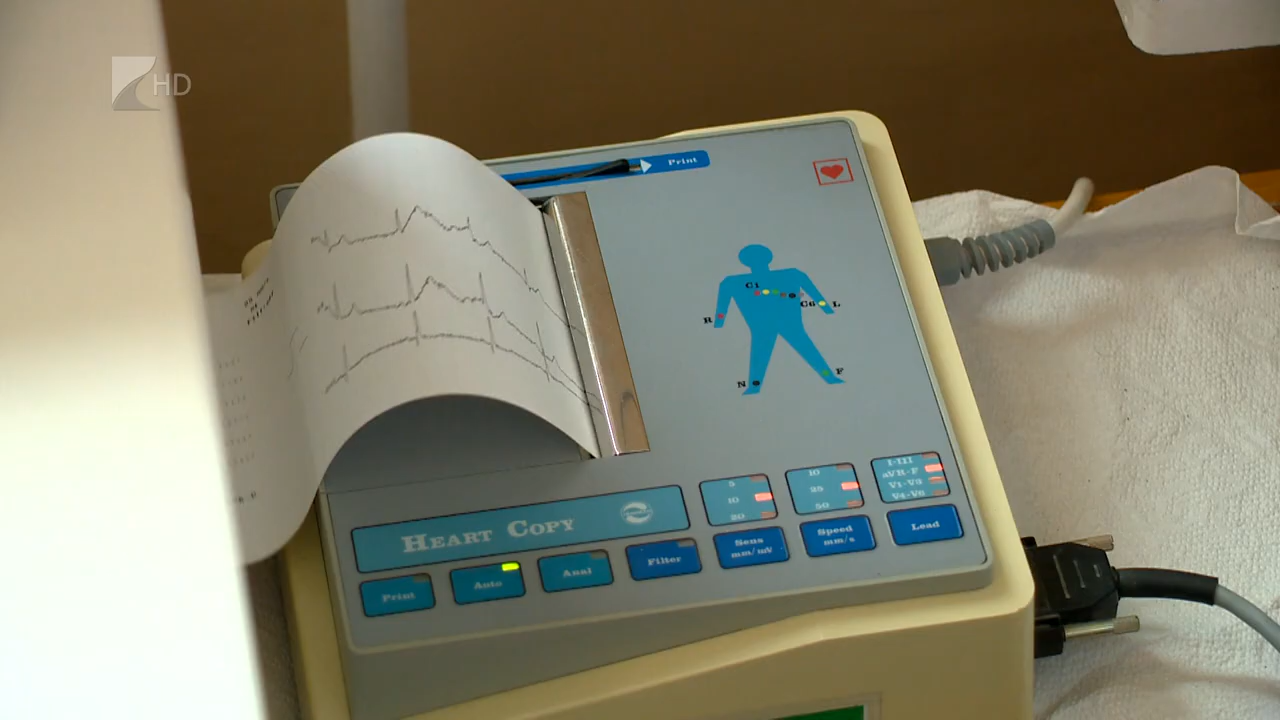 HD
Print
C1
C6
L
R
N
F
5
10
20
10
25
50
I-III
aVR-F
V1-V3
V4-V6
HEART COPY
Print
Auto
Anal
Filter
Sens
mm/mV
Speed
mm/s
Lead